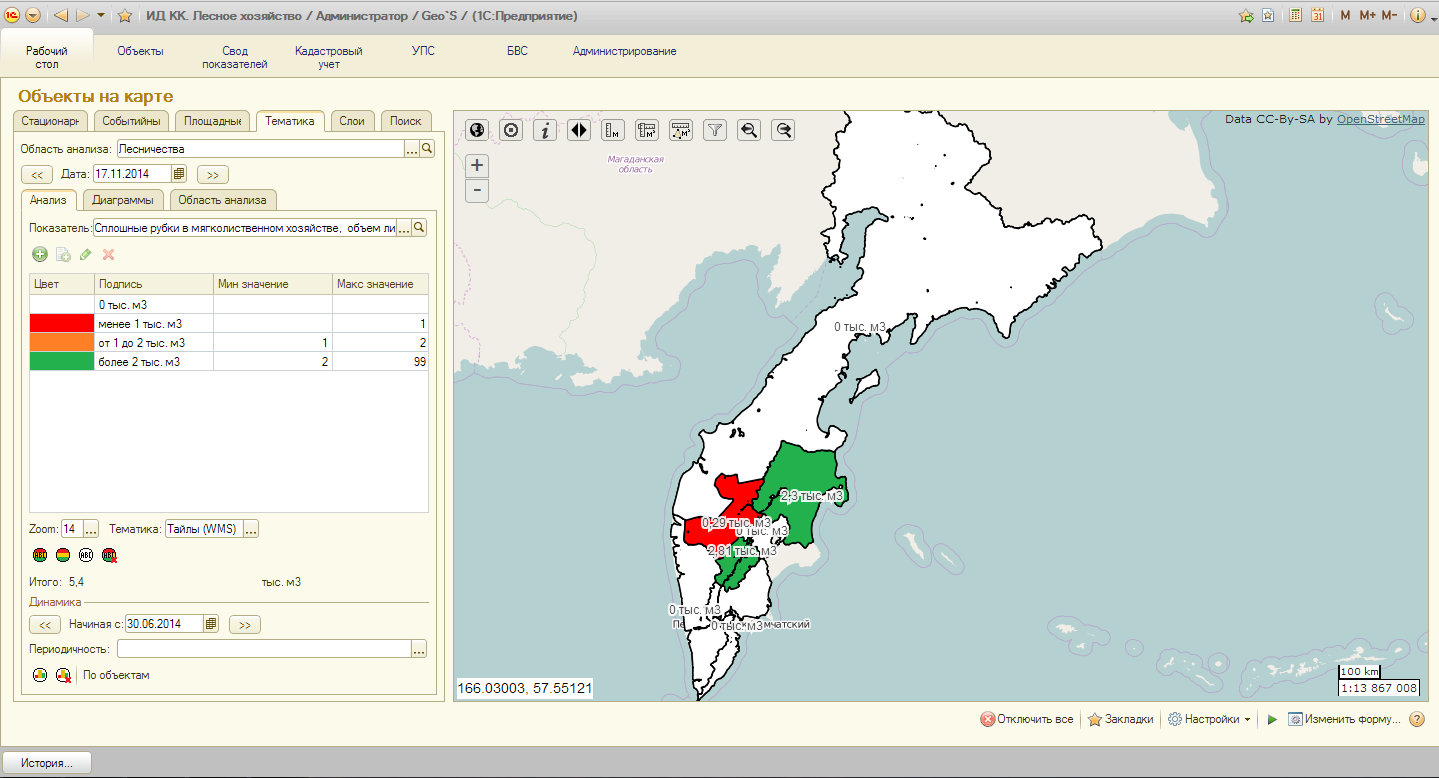 ИД КК. Лесное хозяйство / Администратор / Geo`S / (1С:Предприятие)
M M+ M-
Рабочий стол
Объекты
Свод показателей
Кадастровый учет
УПС
БВС
Администрирование
Объекты на карте
Стационарн
Событийны
Площадные
Тематика
Слои
Поиск
Область анализа: Лесничества
<< Дата: 17.11.2014 >>
Анализ
Диаграммы
Область анализа
Показатель: Сплошные рубки в мягколиственном хозяйстве, объем ли
Цвет Подпись Мин значение Макс значение
0 тыс. м3
менее 1 тыс. м3 1
от 1 до 2 тыс. м3 1 2
более 2 тыс. м3 2 99
Zoom: 14 ... Тематика: Тайлы (WMS) ...
Итого: 5,4 тыс. м3
Динамика
<< Начиная с: 30.06.2014 >>
Периодичность:
По объектам
Data CC-By-SA by OpenStreetMap
+
-
Магаданская
область
0 тыс. м3
2,3 тыс. м3
0,29 тыс. м3
0 тыс. м3
2,81 тыс. м3
0 тыс. м3
0 тыс. м3
мчатский
166.03003, 57.55121
100 km
1:13 867 008
Отключить все
Закладки
Настройки
Изменить форму...
История...